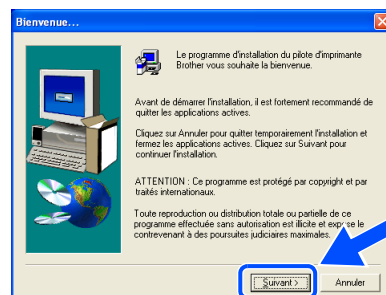 Bienvenue...
Le programme d'installation du pilote d'imprimante
Brother vous souhaite la bienvenue.
Avant de démarrer l'installation, il est fortement recommandé de
quitter les applications actives.
Cliquez sur Annuler pour quitter temporairement l'installation et
fermez les applications actives. Cliquez sur Suivant pour
continuer l'installation.
ATTENTION : Ce programme est protégé par copyright et par
traités internationaux.
Toute reproduction ou distribution totale ou partielle de ce
programme effectuée sans autorisation est illicite et expose le
contrevenant à des poursuites judiciaires maximales.
Suivant >
Annuler